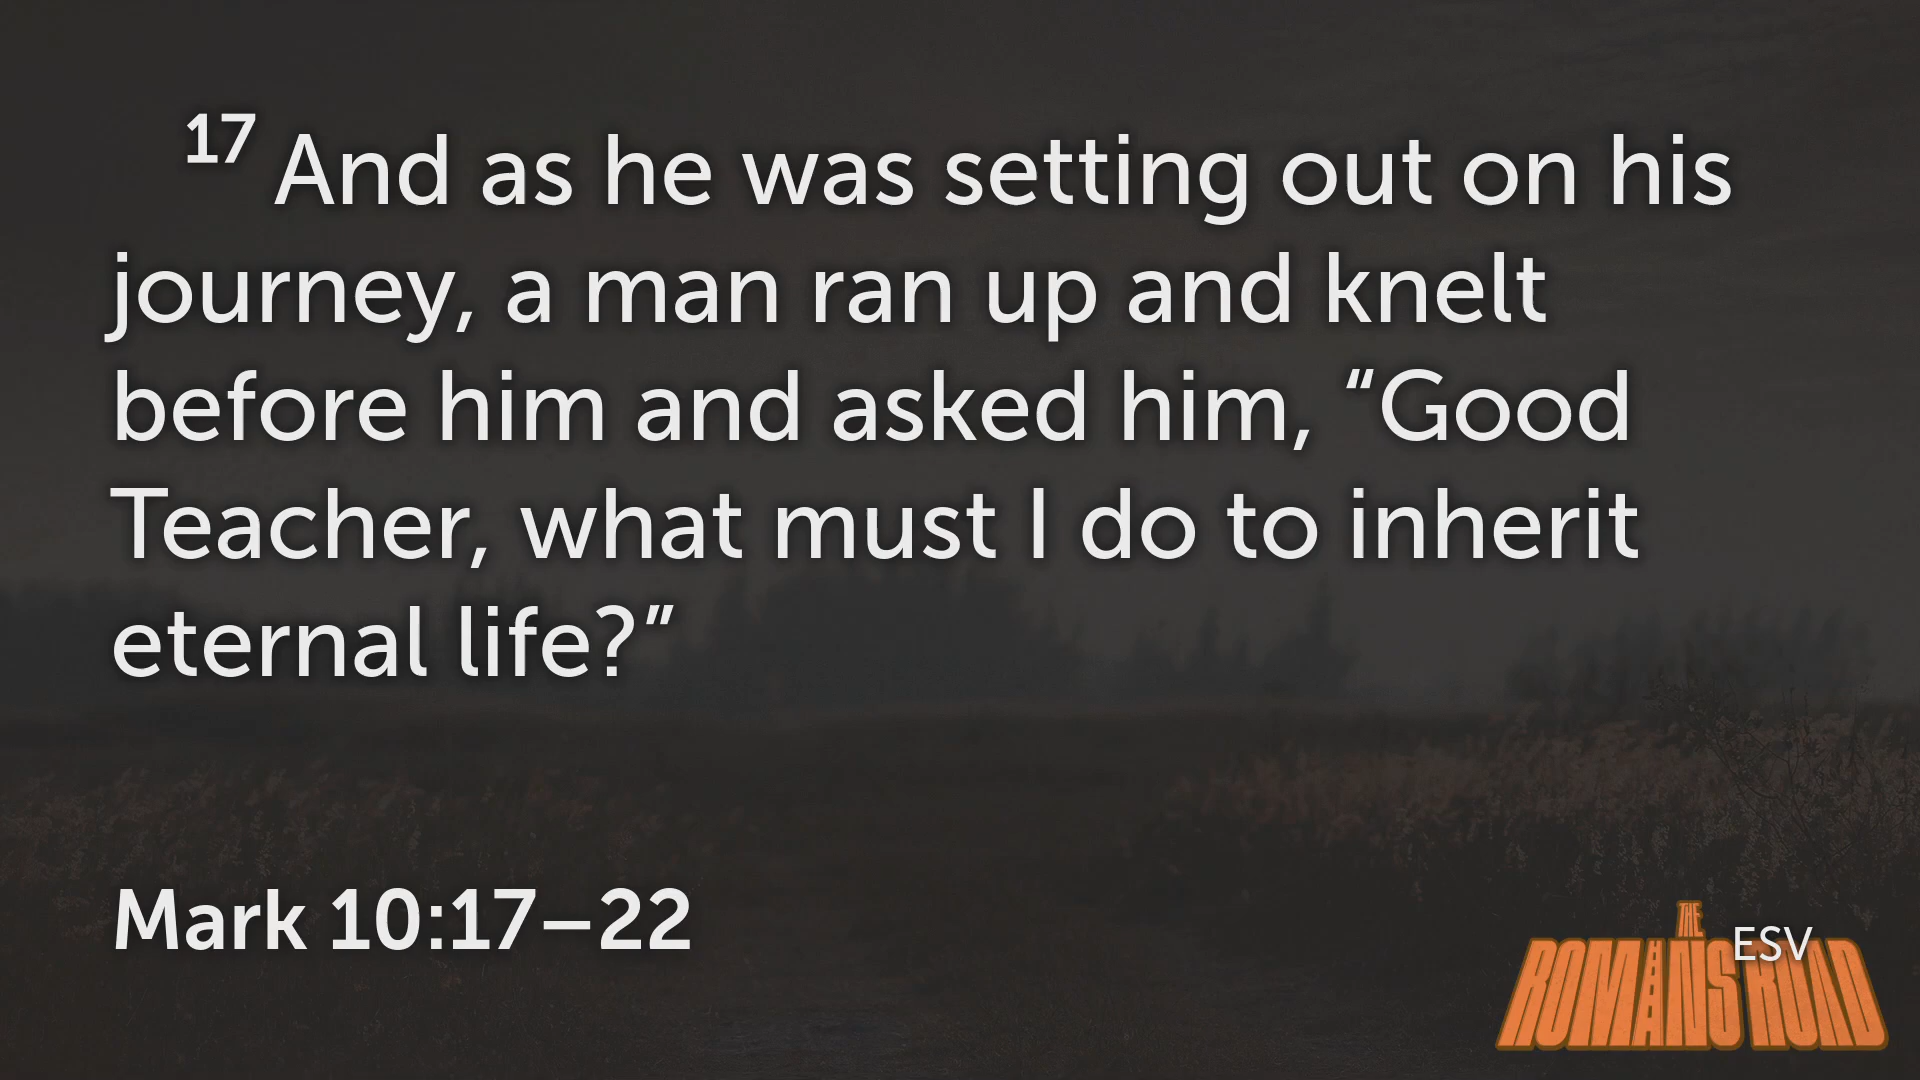 17 And as he was setting out on his
journey, a man ran up and knelt
before him and asked him, “Good
Teacher, what must I do to inherit
eternal life?”
Mark 10:17–22
ESV
THE
ROMANS ROAD